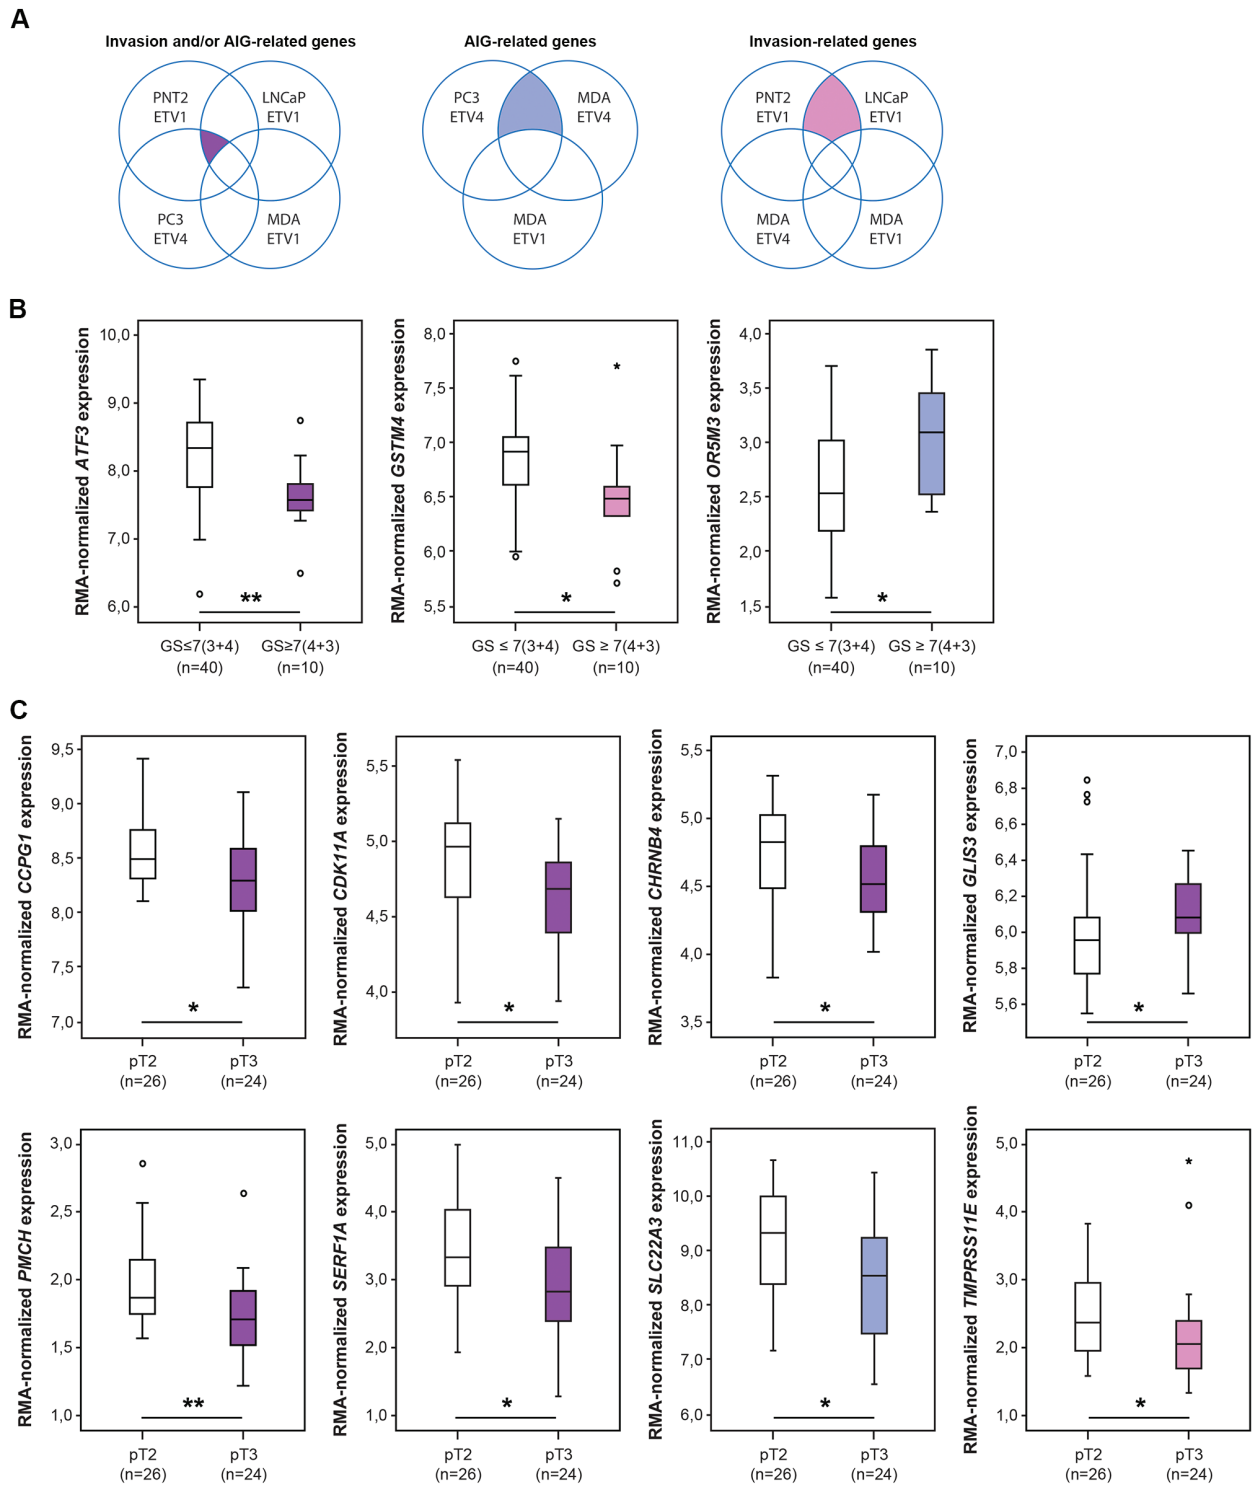 A
Invasion and/or AIG-related genes
AIG-related genes
Invasion-related genes
PNT2
ETV1
LNCaP
ETV1
PC3
ETV4
MDA
ETV1
PC3
ETV4
MDA
ETV4
MDA
ETV1
PNT2
ETV1
LNCaP
ETV1
MDA
ETV4
MDA
ETV1
B
RMA-normalized ATF3 expression
10,0
9,0
8,0
7,0
6,0
**
GS≤7(3+4)
(n=40)
GS≥7(4+3)
(n=10)
RMA-normalized GSTM4 expression
8,0
7,5
7,0
6,5
6,0
5,5
*
*
GS ≤ 7(3+4)
(n=40)
GS ≥ 7(4+3)
(n=10)
RMA-normalized OR5M3 expression
4,0
3,5
3,0
2,5
2,0
1,5
*
GS ≤ 7(3+4)
(n=40)
GS ≥ 7(4+3)
(n=10)
C
RMA-normalized CCPG1 expression
9,5
9,0
8,5
8,0
7,5
7,0
*
pT2
(n=26)
pT3
(n=24)
RMA-normalized CDK11A expression
5,5
5,0
4,5
4,0
*
pT2
(n=26)
pT3
(n=24)
RMA-normalized CHRNB4 expression
5,5
5,0
4,5
4,0
3,5
*
pT2
(n=26)
pT3
(n=24)
RMA-normalized GLIS3 expression
7,0
6,8
6,6
6,4
6,2
6,0
5,8
5,6
*
pT2
(n=26)
pT3
(n=24)
RMA-normalized PMCH expression
3,0
2,5
2,0
1,5
1,0
**
pT2
(n=26)
pT3
(n=24)
RMA-normalized SERF1A expression
5,0
4,0
3,0
2,0
1,0
*
pT2
(n=26)
pT3
(n=24)
RMA-normalized SLC22A3 expression
11,0
10,0
9,0
8,0
7,0
6,0
*
pT2
(n=26)
pT3
(n=24)
RMA-normalized TMPRSS11E expression
5,0
4,0
3,0
2,0
1,0
*
*
pT2
(n=26)
pT3
(n=24)